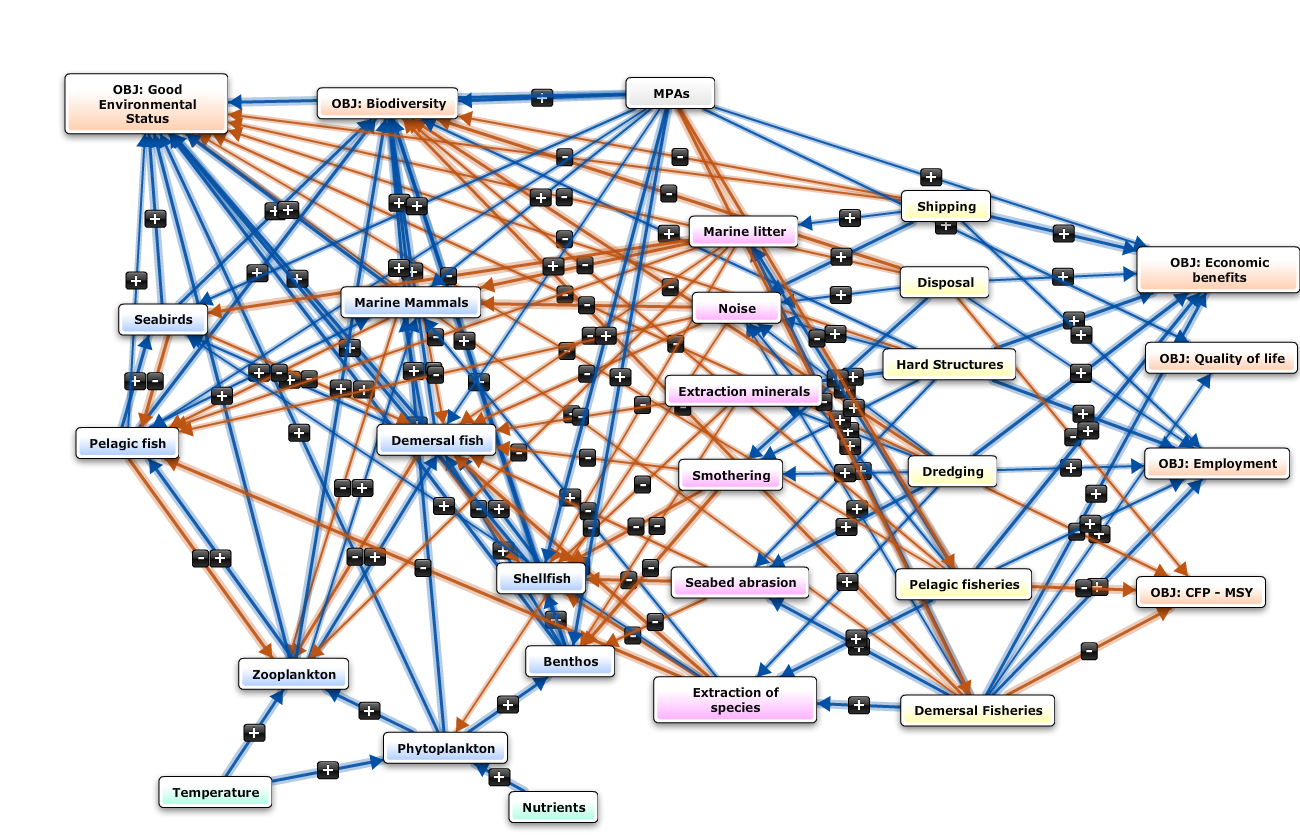 OBJ: Good
Environmental
Status
OBJ: Biodiversity
MPAs
Shipping
Marine litter
OBJ: Economic
benefits
Disposal
Marine Mammals
Noise
Seabirds
OBJ: Quality of life
Hard Structures
Extraction minerals
Pelagic fish
Demersal fish
OBJ: Employment
Dredging
Smothering
Shellfish
Seabed abrasion
Pelagic fisheries
OBJ: CFP - MSY
Benthos
Zooplankton
Extraction of
species
Demersal Fisheries
Phytoplankton
Temperature
Nutrients